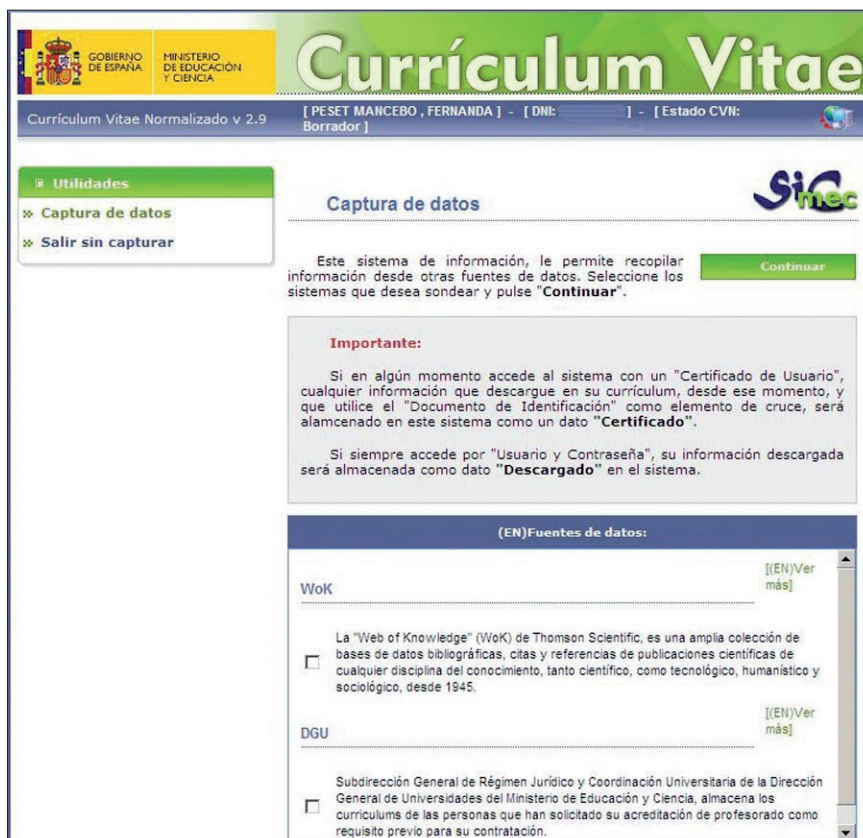 GOBIERNO
DE ESPAÑA
MINISTERIO
DE EDUCACIÓN
Y CIENCIA
Currículum Vitae
Currículum Vitae Normalizado v 2.9
[ PESET MANCEBO , FERNANDA ] - [ DNI: ] - [ Estado CVN:
Borrador ]
Utilidades
» Captura de datos
» Salir sin capturar
Captura de datos
SiCmec
Este sistema de información, le permite recopilar
información desde otras fuentes de datos. Seleccione los
sistemas que desea sondear y pulse "Continuar".
Continuar
Importante:
Si en algún momento accede al sistema con un "Certificado de Usuario",
cualquier información que descargue en su currículum, desde ese momento, y
que utilice el "Documento de Identificación" como elemento de cruce, será
alamcenado en este sistema como un dato "Certificado".
Si siempre accede por "Usuario y Contraseña", su información descargada
será almacenada como dato "Descargado" en el sistema.
(EN)Fuentes de datos:
WoK
[(EN)Ver
más]
La "Web of Knowledge" (WoK) de Thomson Scientific, es una amplia colección de
bases de datos bibliográficas, citas y referencias de publicaciones científicas de
cualquier disciplina del conocimiento, tanto científico, como tecnológico, humanístico y
sociológico, desde 1945.
DGU
[(EN)Ver
más]
Subdirección General de Régimen Jurídico y Coordinación Universitaria de la Dirección
General de Universidades del Ministerio de Educación y Ciencia, almacena los
curriculums de las personas que han solicitado su acreditación de profesorado como
requisito previo para su contratación.